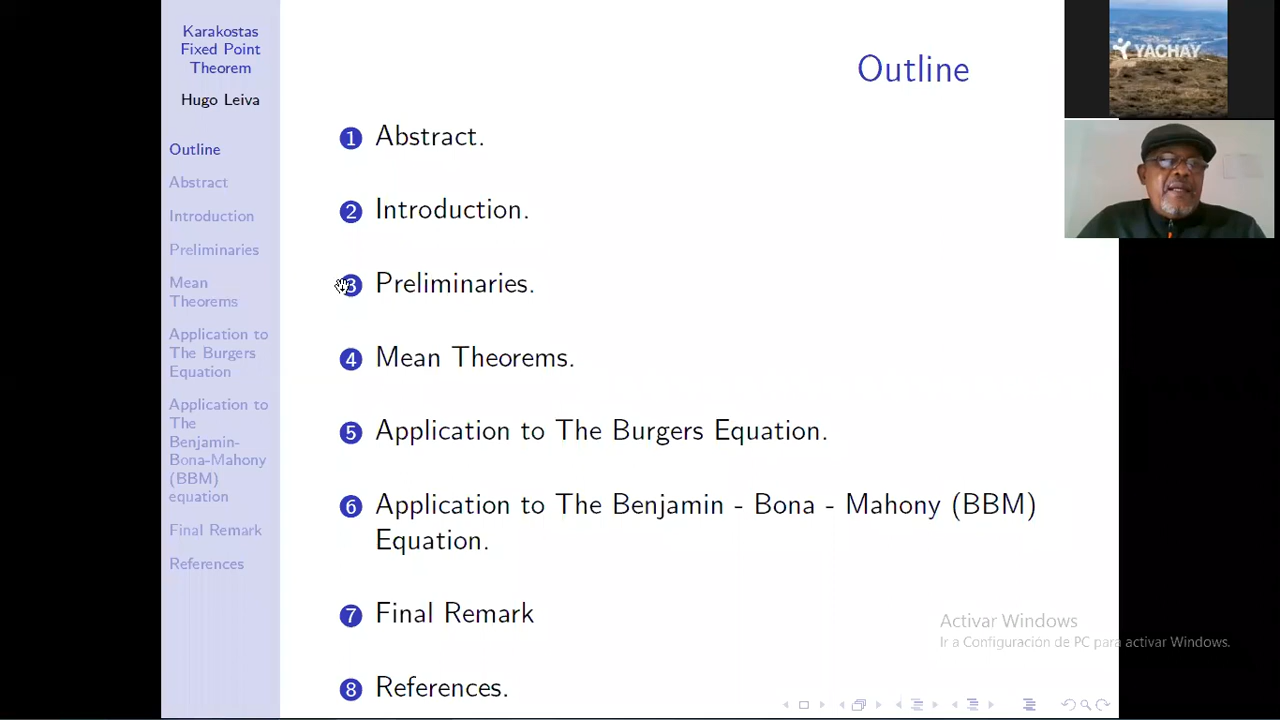 Karakostas
Fixed Point
Theorem
Hugo Leiva
Outline
Abstract
Introduction
Preliminaries
Mean
Theorems
Application to
The Burgers
Equation
Application to
The
Benjamin-
Bona-Mahony
(BBM)
equation
Final Remark
References
Outline
1 Abstract.
2 Introduction.
3 Preliminaries.
4 Mean Theorems.
5 Application to The Burgers Equation.
6 Application to The Benjamin - Bona - Mahony (BBM)
Equation.
7 Final Remark
8 References.
YACHAY
Activar Windows
Ir a Configuración de PC para activar Windows.